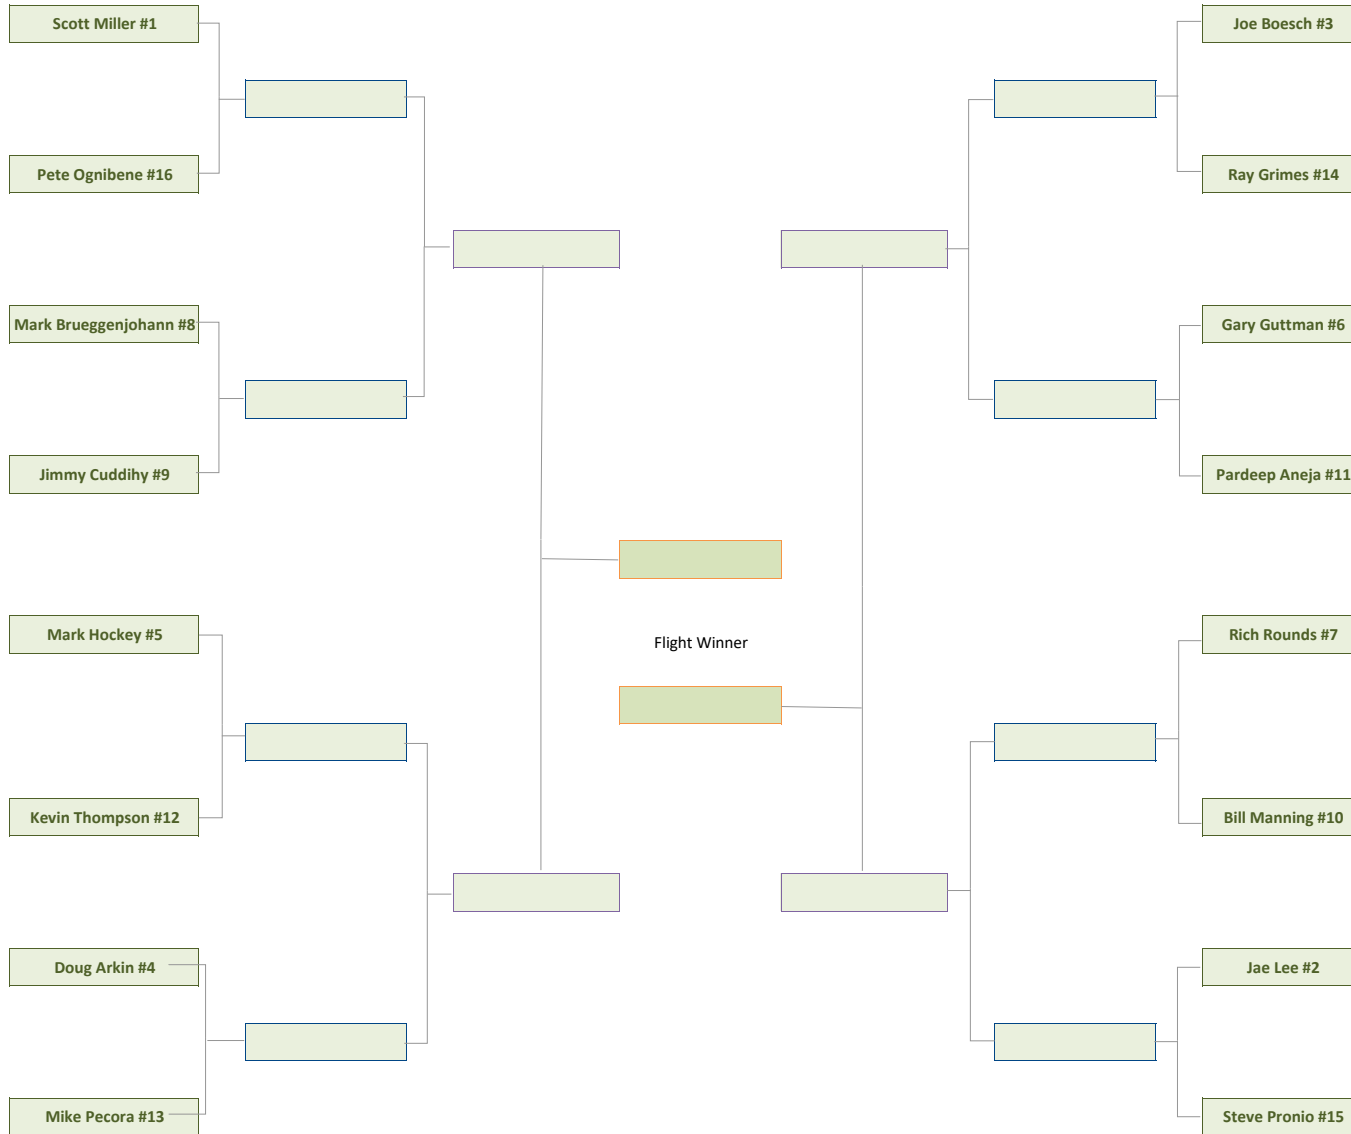 Scott Miller #1
Joe Boesch #3
Pete Ognibene #16
Ray Grimes #14
Mark Brueggenjohann #8
Gary Guttman #6
Jimmy Cuddihy #9
Pardeep Aneja #11
Mark Hockey #5
Rich Rounds #7
Flight Winner
Kevin Thompson #12
Bill Manning #10
Doug Arkin #4
Jae Lee #2
Mike Pecora #13
Steve Pronio #15